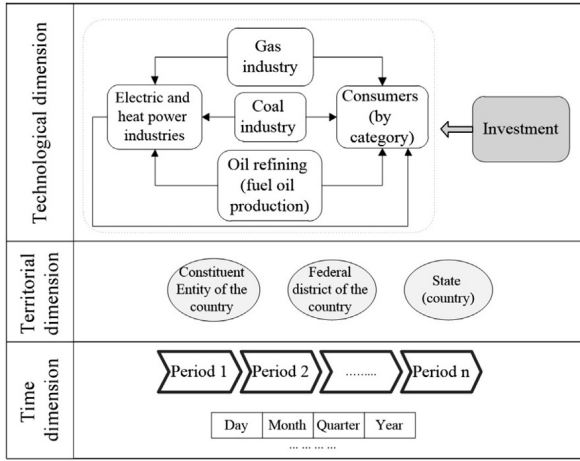 Technological dimension
Gas
industry
Electric and
heat power
industries
Coal
industry
Consumers
(by
category)
Investment
Oil refining
(fuel oil
production)
Territorial
dimension
Constituent
Entity of the
country
Federal
district of the
country
State
(country)
Time
dimension
Period 1
Period 2
.........
Period n
Day
Month
Quarter
Year
... ... ... ...